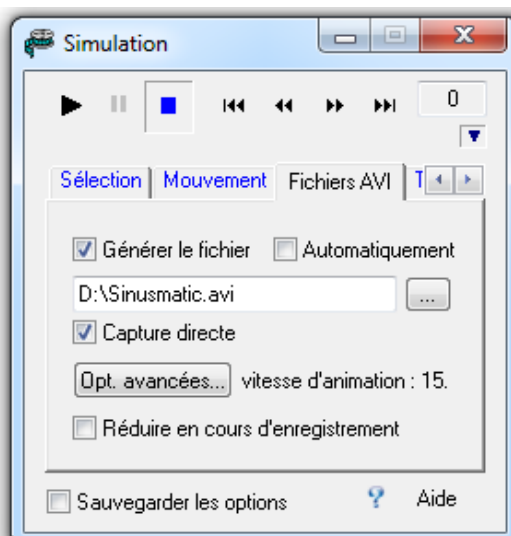 Simulation
0
Sélection Mouvement Fichiers AVI T
Générer le fichier Automatiquement
D:\Sinusmatic.avi ...
Capture directe
Opt. avancées... vitesse d'animation : 15.
Réduire en cours d'enregistrement
Sauvegarder les options ? Aide